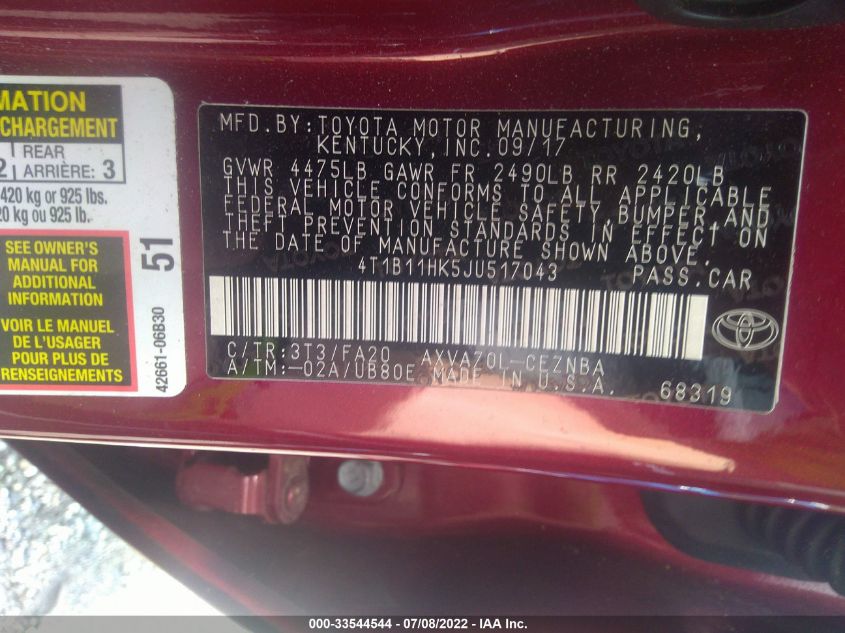 MATION
CHARGEMENT
1 REAR
2 ARRIÈRE: 3
420 kg or 925 lbs.
20 kg ou 925 lb.
SEE OWNER'S
MANUAL FOR
ADDITIONAL
INFORMATION
VOIR LE MANUEL
DE L'USAGER
POUR PLUS DE
RENSEIGNEMENTS
51
42661-06B30
MFD.BY:TOYOTA MOTOR MANUFACTURING,
KENTUCKY,INC.09/17
GVWR 4475LB GAWR FR 2490LB RR 2420LB
THIS VEHICLE CONFORMS TO ALL APPLICABLE
FEDERAL MOTOR VEHICLE SAFETY,BUMPER,AND
THEFT PREVENTION STANDARDS IN EFFECT ON
THE DATE OF MANUFACTURE SHOWN ABOVE.
4T1B11HK5JU517043 PASS.CAR
C/TR:3T3/FA20 AXVA70L-CEZNBA
A/TM:-02A/UB80E MADE IN U.S.A. 68319
000-33544544 - 07/08/2022 - IAA Inc.